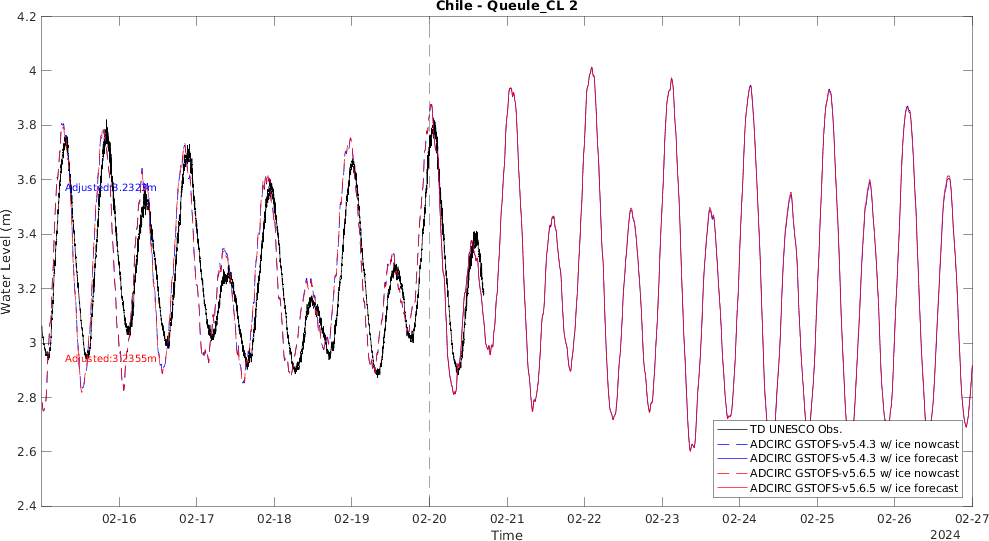 Chile - Queule_CL 2
4.2
4
3.8
3.6
3.4
3.2
3
2.8
2.6
2.4
Water Level (m)
Adjusted:3.2323m
Adjusted:3.2355m
TD UNESCO Obs.
ADCIRC GSTOFS-v5.4.3 w/ ice nowcast
ADCIRC GSTOFS-v5.4.3 w/ ice forecast
ADCIRC GSTOFS-v5.6.5 w/ ice nowcast
ADCIRC GSTOFS-v5.6.5 w/ ice forecast
02-16 02-17 02-18 02-19 02-20 02-21 02-22 02-23 02-24 02-25 02-26 02-27
Time
2024